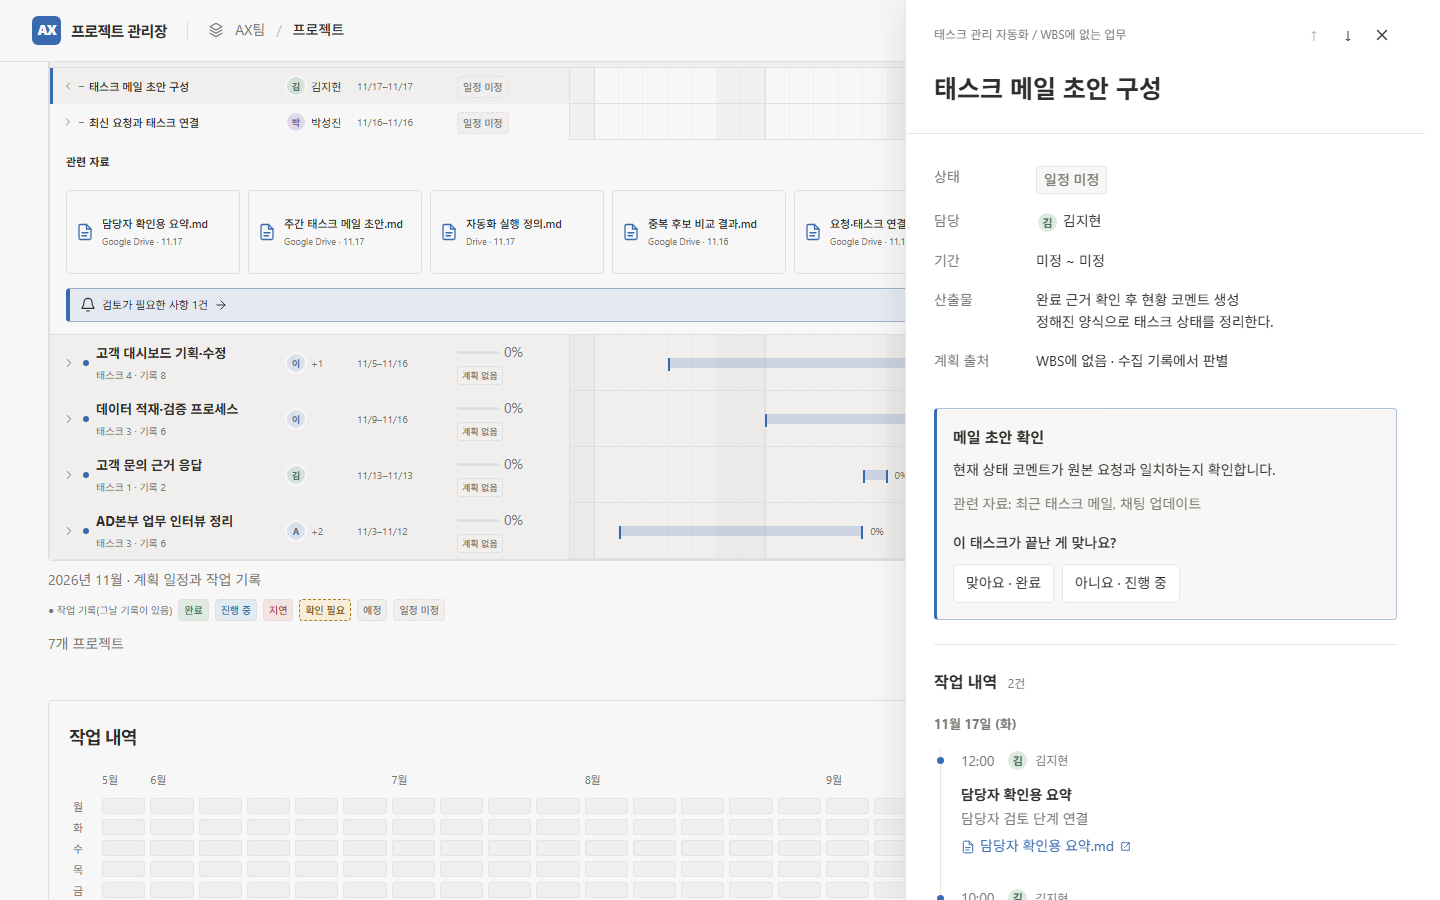 AX 프로젝트 관리장 AX팀 / 프로젝트
– 태스크 메일 초안 구성 김 김지현 11/17–11/17 일정 미정
– 최신 요청과 태스크 연결 박 박성진 11/16–11/16 일정 미정
관련 자료
담당자 확인용 요약.md
Google Drive · 11.17
주간 태스크 메일 초안.md
Google Drive · 11.17
자동화 실행 정의.md
Drive · 11.17
중복 후보 비교 결과.md
Google Drive · 11.16
요청·태스크 연결
Google Drive · 11.1
검토가 필요한 사항 1건 →
고객 대시보드 기획·수정
태스크 4 · 기록 8
이 +1 11/5–11/16 0%
계획 없음
데이터 적재·검증 프로세스
태스크 3 · 기록 6
이 11/9–11/16 0%
계획 없음
고객 문의 근거 응답
태스크 1 · 기록 2
김 11/13–11/13 0%
계획 없음
0%
AD본부 업무 인터뷰 정리
태스크 3 · 기록 6
A +2 11/3–11/12 0%
계획 없음
0%
2026년 11월 · 계획 일정과 작업 기록
● 작업 기록(그날 기록이 있음) 완료 진행 중 지연 확인 필요 예정 일정 미정
7개 프로젝트
작업 내역
5월 6월 7월 8월 9월
월
화
수
목
금
태스크 관리 자동화 / WBS에 없는 업무 ↑ ↓
태스크 메일 초안 구성
상태 일정 미정
담당 김 김지현
기간 미정 ~ 미정
산출물 완료 근거 확인 후 현황 코멘트 생성
정해진 양식으로 태스크 상태를 정리한다.
계획 출처 WBS에 없음 · 수집 기록에서 판별
메일 초안 확인
현재 상태 코멘트가 원본 요청과 일치하는지 확인합니다.
관련 자료: 최근 태스크 메일, 채팅 업데이트
이 태스크가 끝난 게 맞나요?
맞아요 · 완료 아니요 · 진행 중
작업 내역 2건
11월 17일 (화)
12:00 김 김지현
담당자 확인용 요약
담당자 검토 단계 연결
담당자 확인용 요약.md
10:00 김 김지현